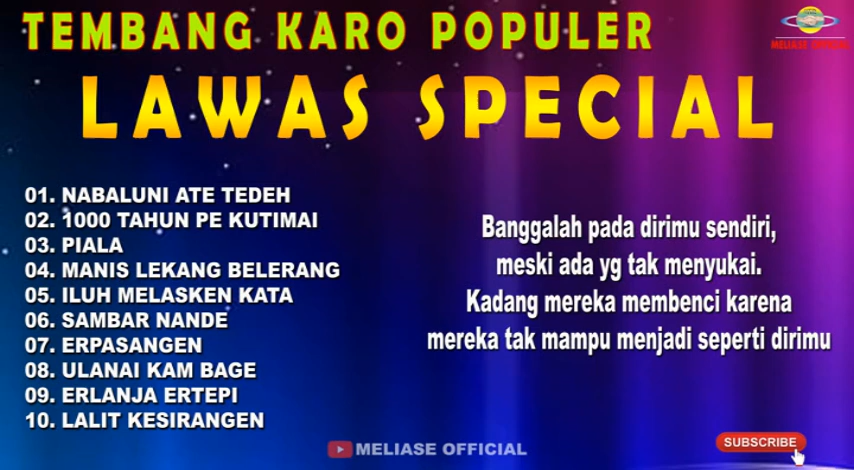 TEMBANG KARO POPULER
MELIASE OFFICIAL
LAWAS SPECIAL
01. NABALUNI ATE TEDEH
02. 1000 TAHUN PE KUTIMAI
03. PIALA
04. MANIS LEKANG BELERANG
05. ILUH MELASKEN KATA
06. SAMBAR NANDE
07. ERPASANGEN
08. ULANAI KAM BAGE
09. ERLANJA ERTEPI
10. LALIT KESIRANGEN
Banggalah pada dirimu sendiri,
meski ada yg tak menyukai.
Kadang mereka membenci karena
mereka tak mampu menjadi seperti dirimu
MELIASE OFFICIAL
SUBSCRIBE